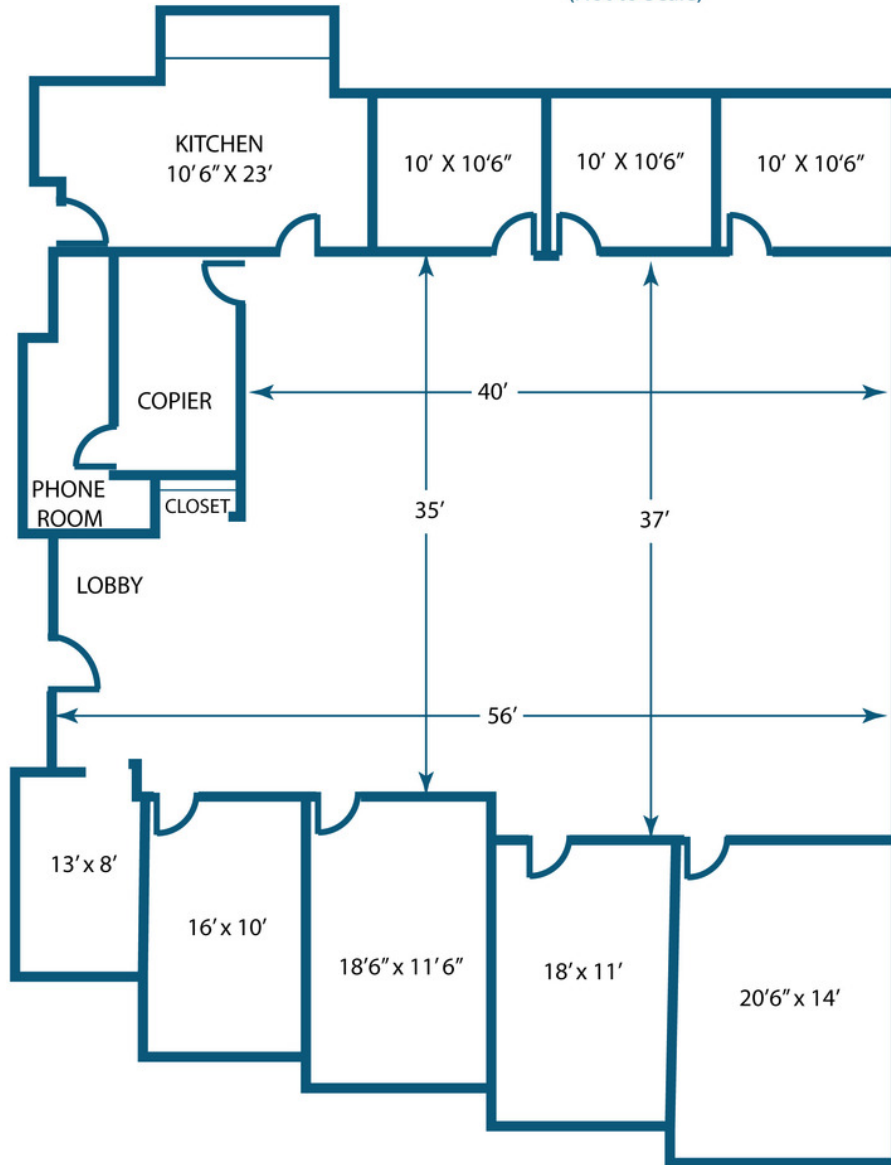 KITCHEN
10' 6" X 23'
10' X 10'6"
10' X 10'6"
10' X 10'6"
COPIER
40'
PHONE
ROOM
CLOSET
35'
37'
LOBBY
56'
13' x 8'
16' x 10'
18'6" x 11' 6"
18' x 11'
20'6" x 14'